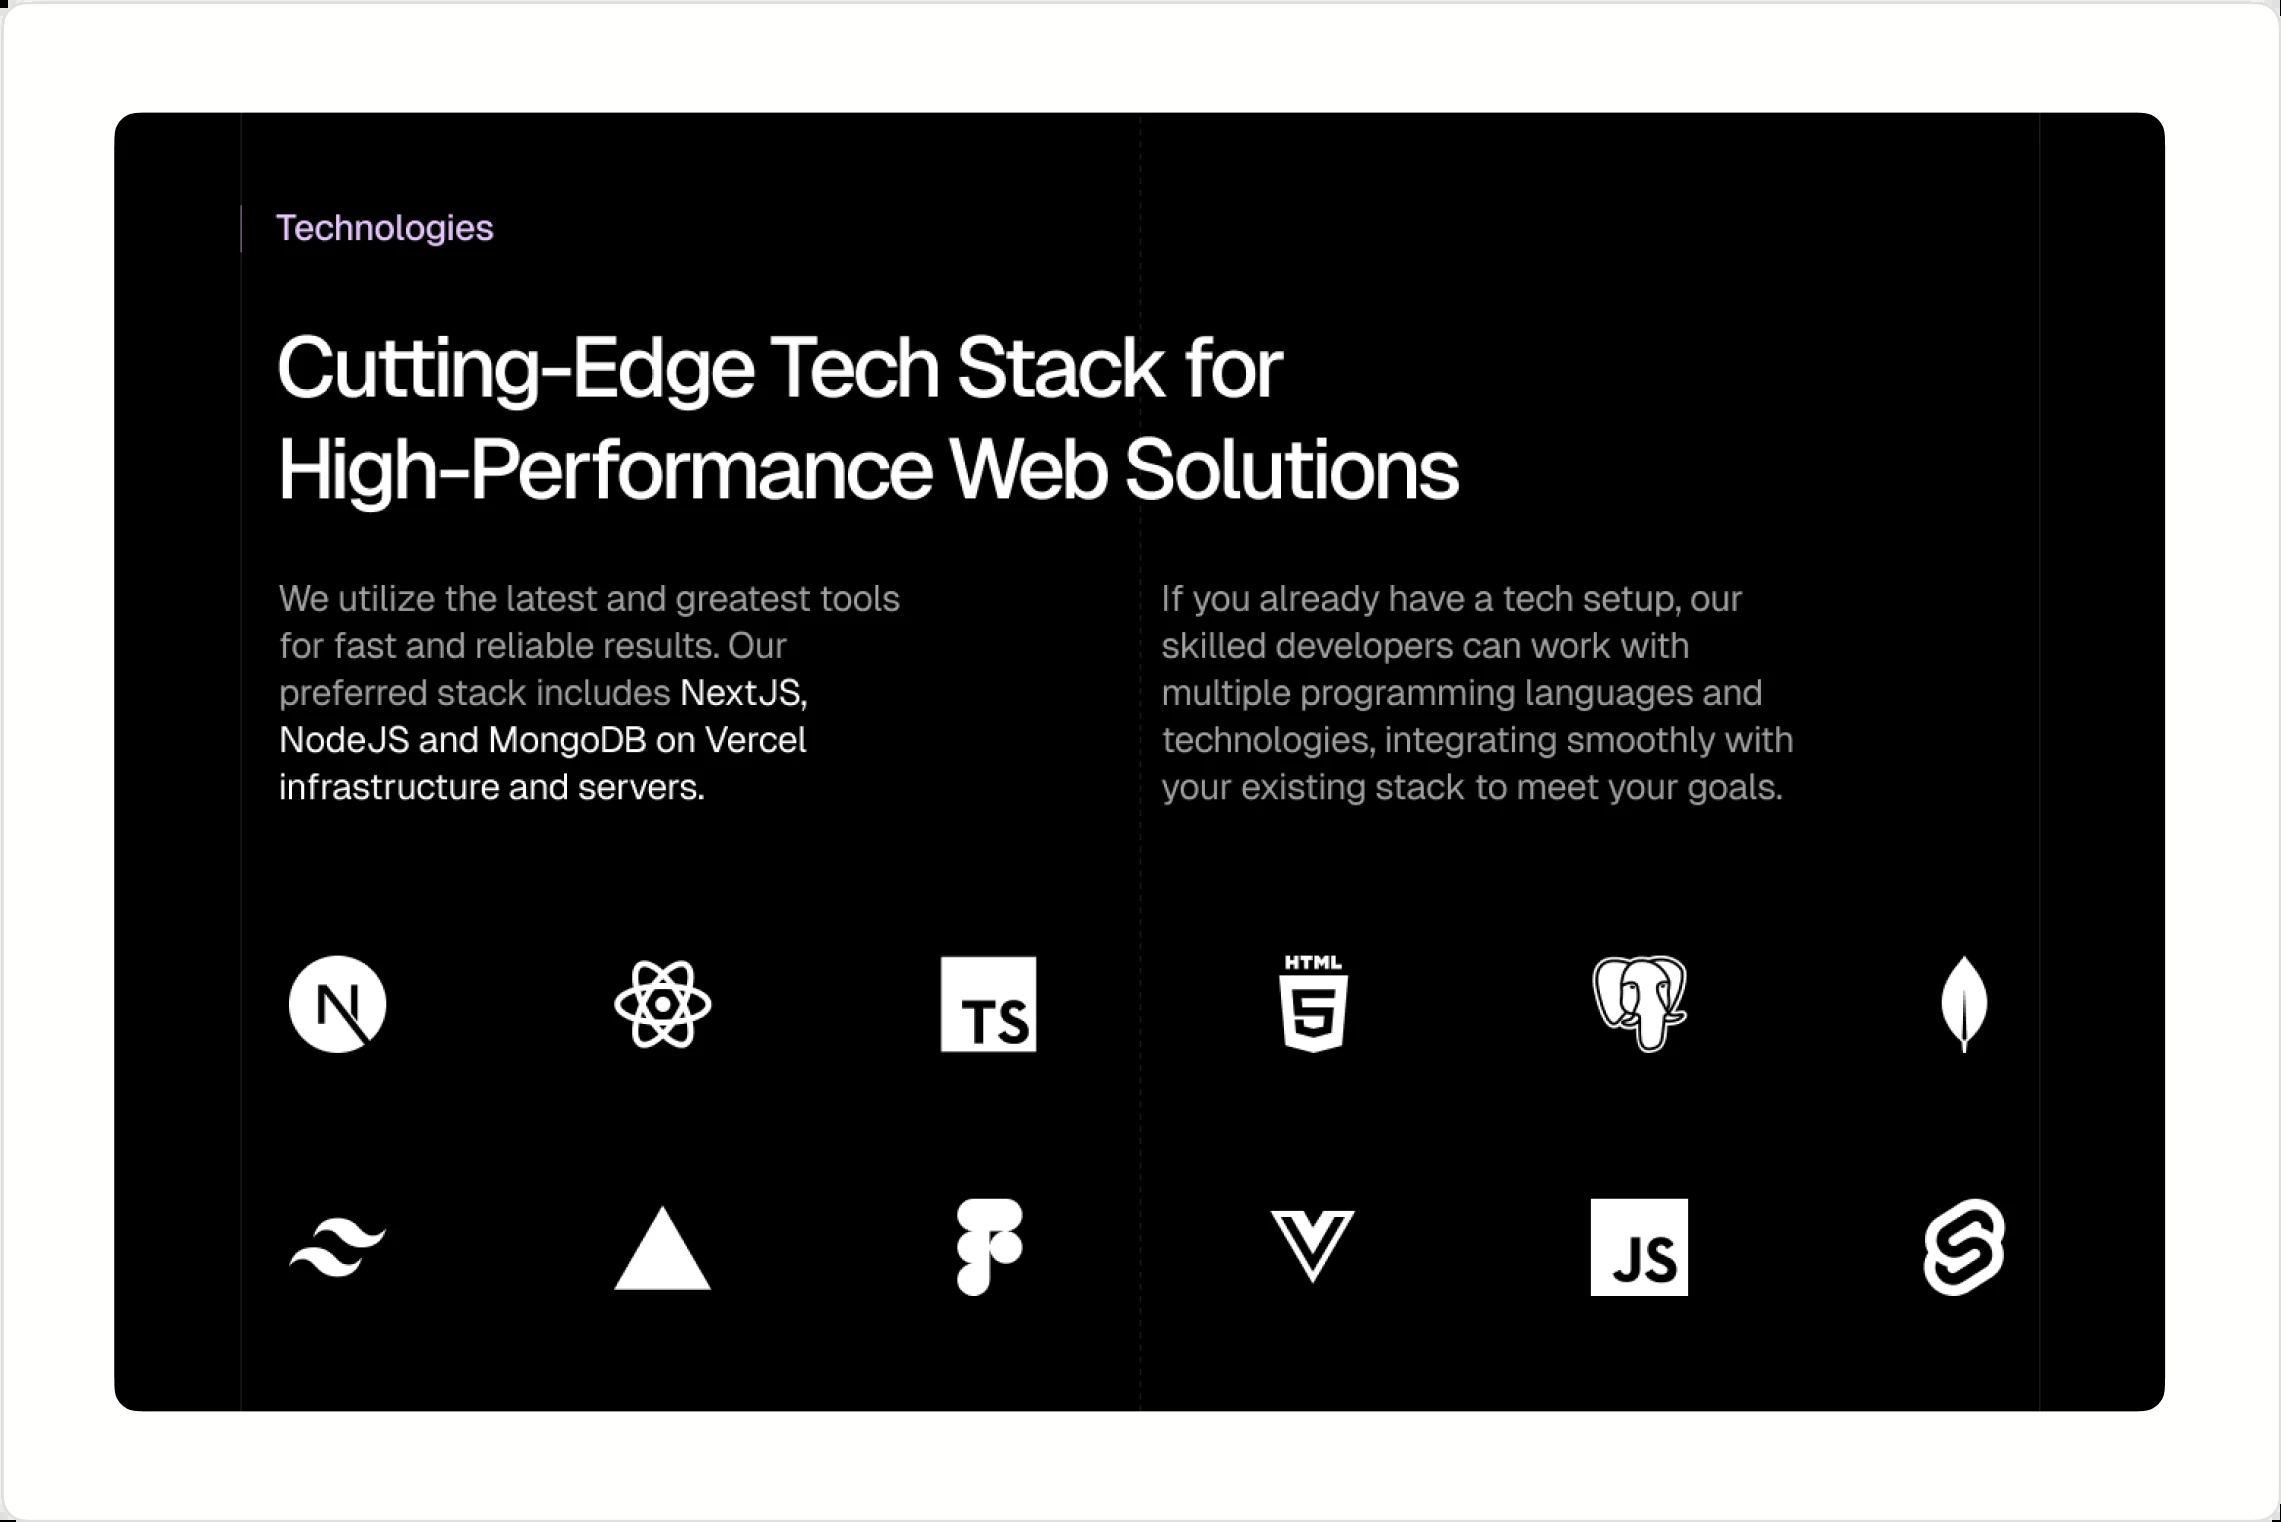 Technologies
Cutting-Edge Tech Stack for
High-Performance Web Solutions
We utilize the latest and greatest tools
for fast and reliable results. Our
preferred stack includes NextJS,
NodeJS and MongoDB on Vercel
infrastructure and servers.
If you already have a tech setup, our
skilled developers can work with
multiple programming languages and
technologies, integrating smoothly with
your existing stack to meet your goals.
N
TS
HTML
5
JS